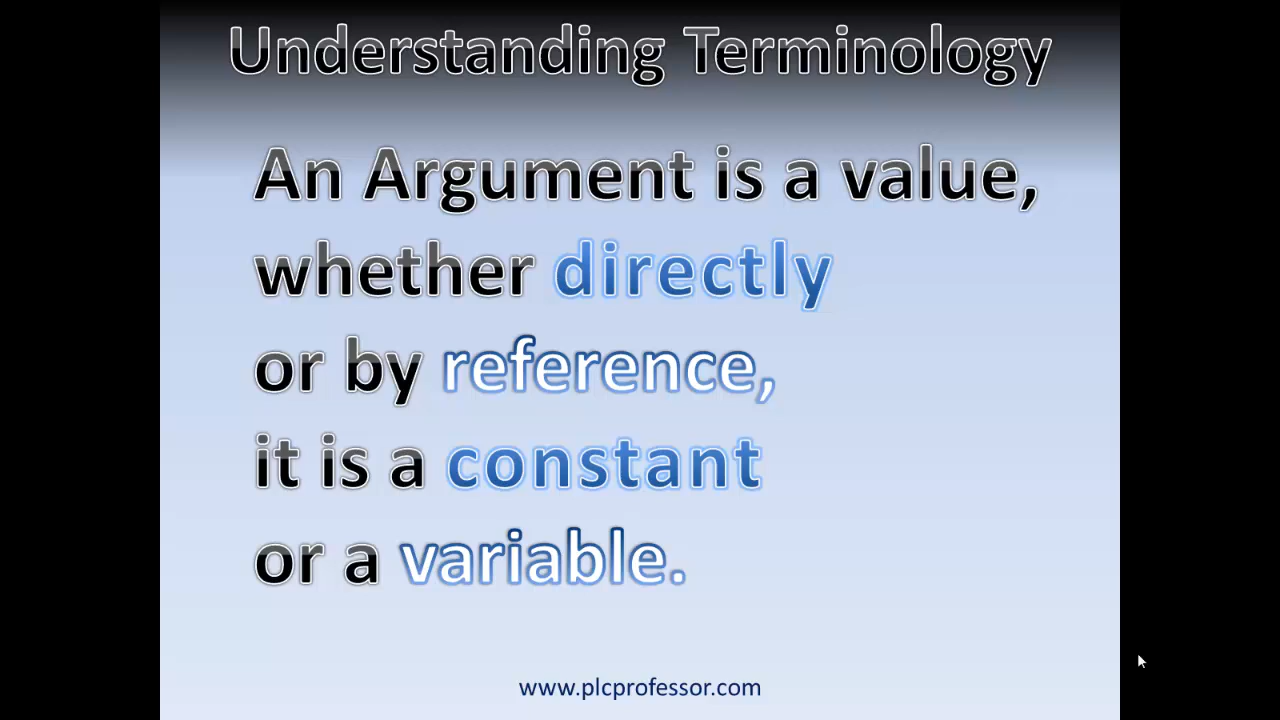 Understanding Terminology
An Argument is a value,
whether directly
or by reference,
it is a constant
or a variable.
www.plcprofessor.com